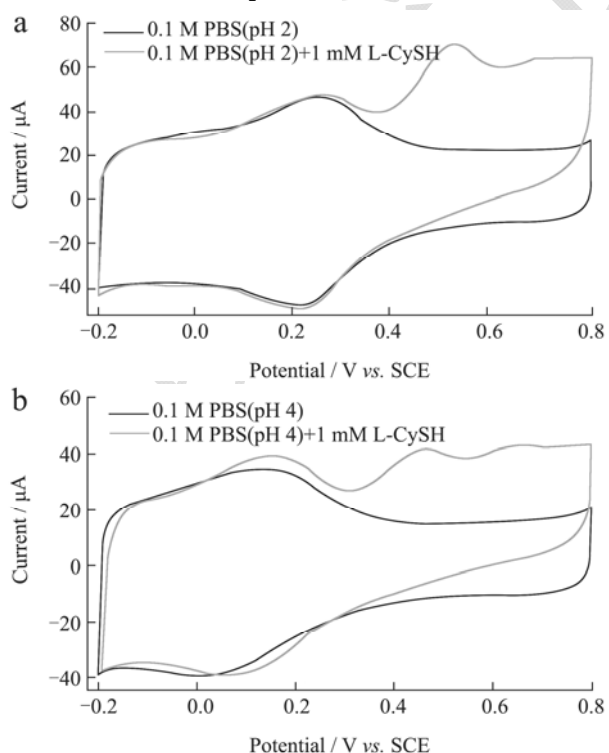 a
80
0.1 M PBS(pH 2)
0.1 M PBS(pH 2)+1 mM L-CySH
60
40
20
0
−20
−40
Current / μA
−0.2 0.0 0.2 0.4 0.6 0.8
Potential / V vs. SCE
b
60
0.1 M PBS(pH 4)
0.1 M PBS(pH 4)+1 mM L-CySH
40
20
0
−20
−40
Current / μA
−0.2 0.0 0.2 0.4 0.6 0.8
Potential / V vs. SCE